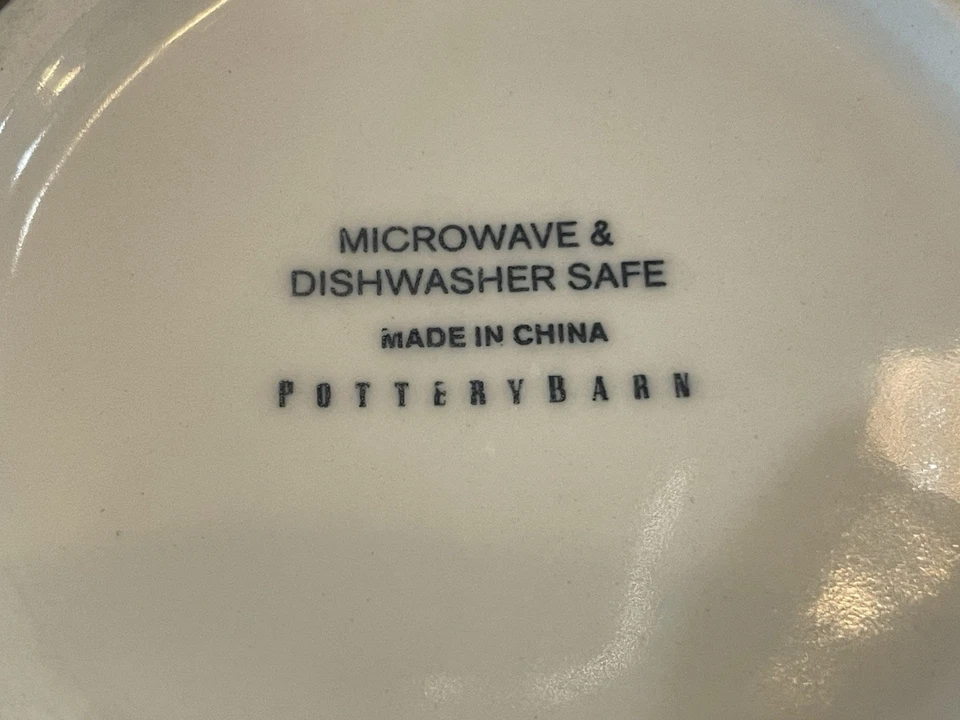 MICROWAVE &
DISHWASHER SAFE
MADE IN CHINA
POTTERYBARN